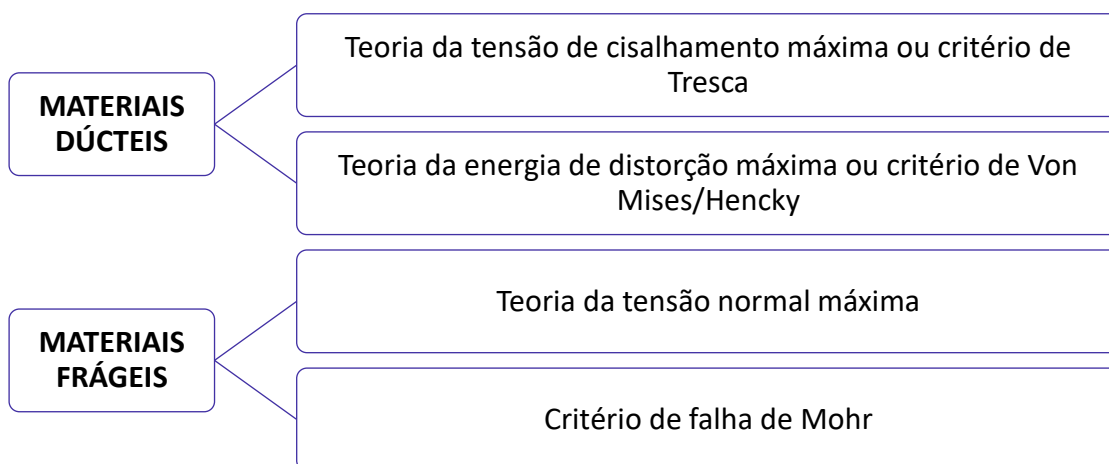 MATERIAIS
DÚCTEIS
Teoria da tensão de cisalhamento máxima ou critério de
Tresca
Teoria da energia de distorção máxima ou critério de Von
Mises/Hencky
MATERIAIS
FRÁGEIS
Teoria da tensão normal máxima
Critério de falha de Mohr